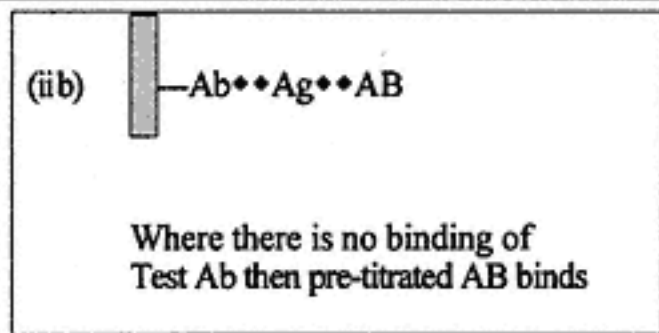 (iib) —Ab♦♦Ag♦♦AB
Where there is no binding of
Test Ab then pre-titrated AB binds